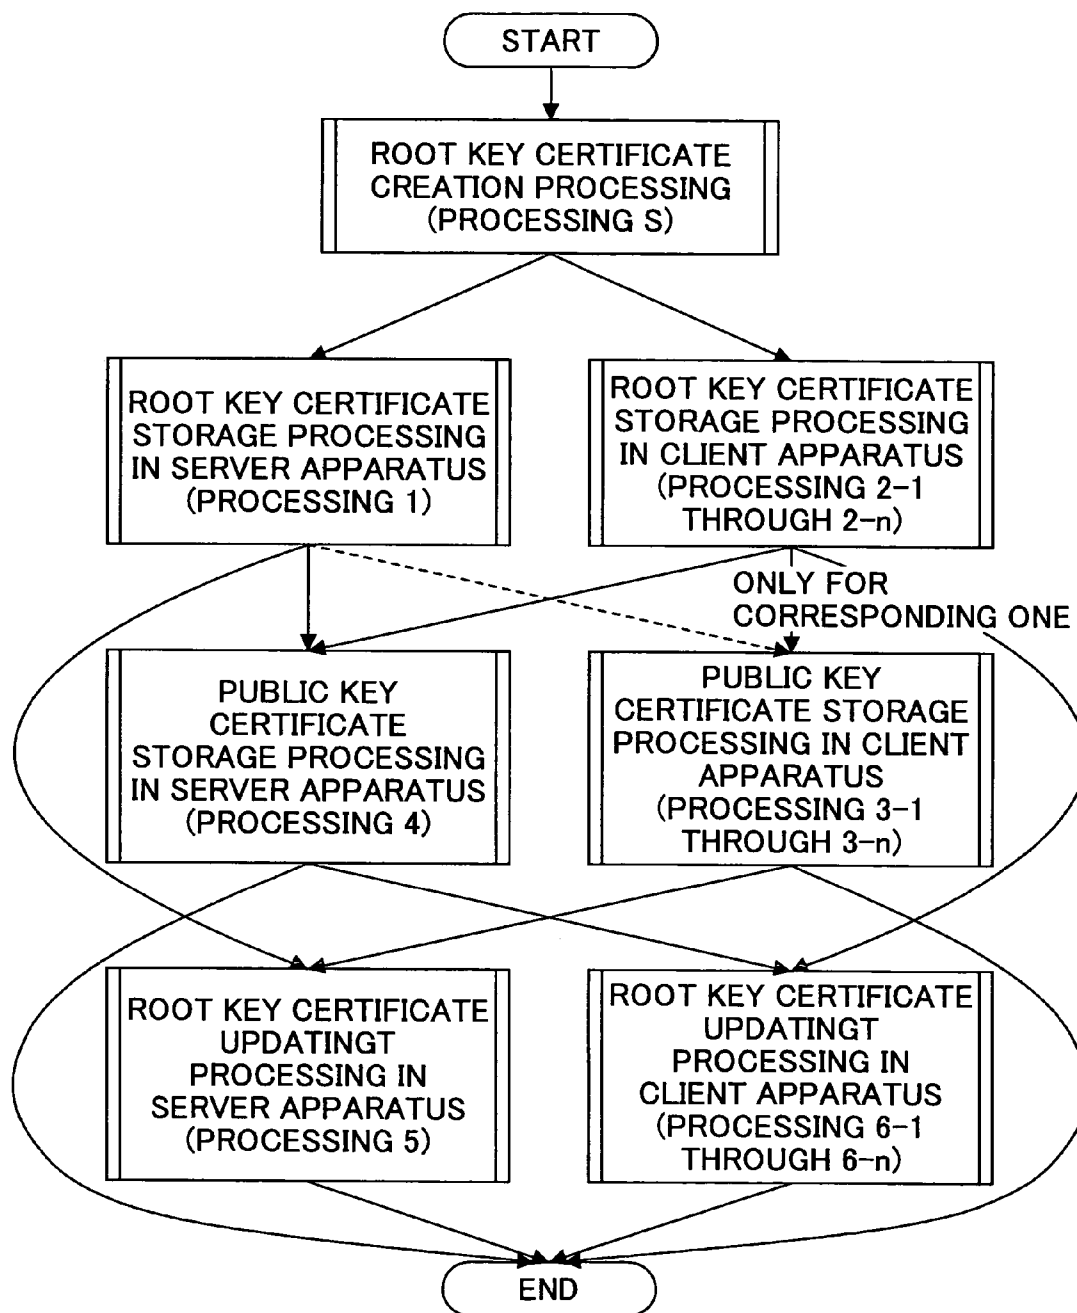 START
ROOT KEY CERTIFICATE
CREATION PROCESSING
(PROCESSING S)
ROOT KEY CERTIFICATE
STORAGE PROCESSING
IN SERVER APPARATUS
(PROCESSING 1)
ROOT KEY CERTIFICATE
STORAGE PROCESSING
IN CLIENT APPARATUS
(PROCESSING 2-1
THROUGH 2-n)
ONLY FOR
CORRESPONDING ONE
PUBLIC KEY
CERTIFICATE
STORAGE PROCESSING
IN SERVER APPARATUS
(PROCESSING 4)
PUBLIC KEY
CERTIFICATE STORAGE
PROCESSING IN CLIENT
APPARATUS
(PROCESSING 3-1
THROUGH 3-n)
ROOT KEY CERTIFICATE
UPDATINGT
PROCESSING IN
SERVER APPARATUS
(PROCESSING 5)
ROOT KEY CERTIFICATE
UPDATINGT
PROCESSING IN
CLIENT APPARATUS
(PROCESSING 6-1
THROUGH 6-n)
END